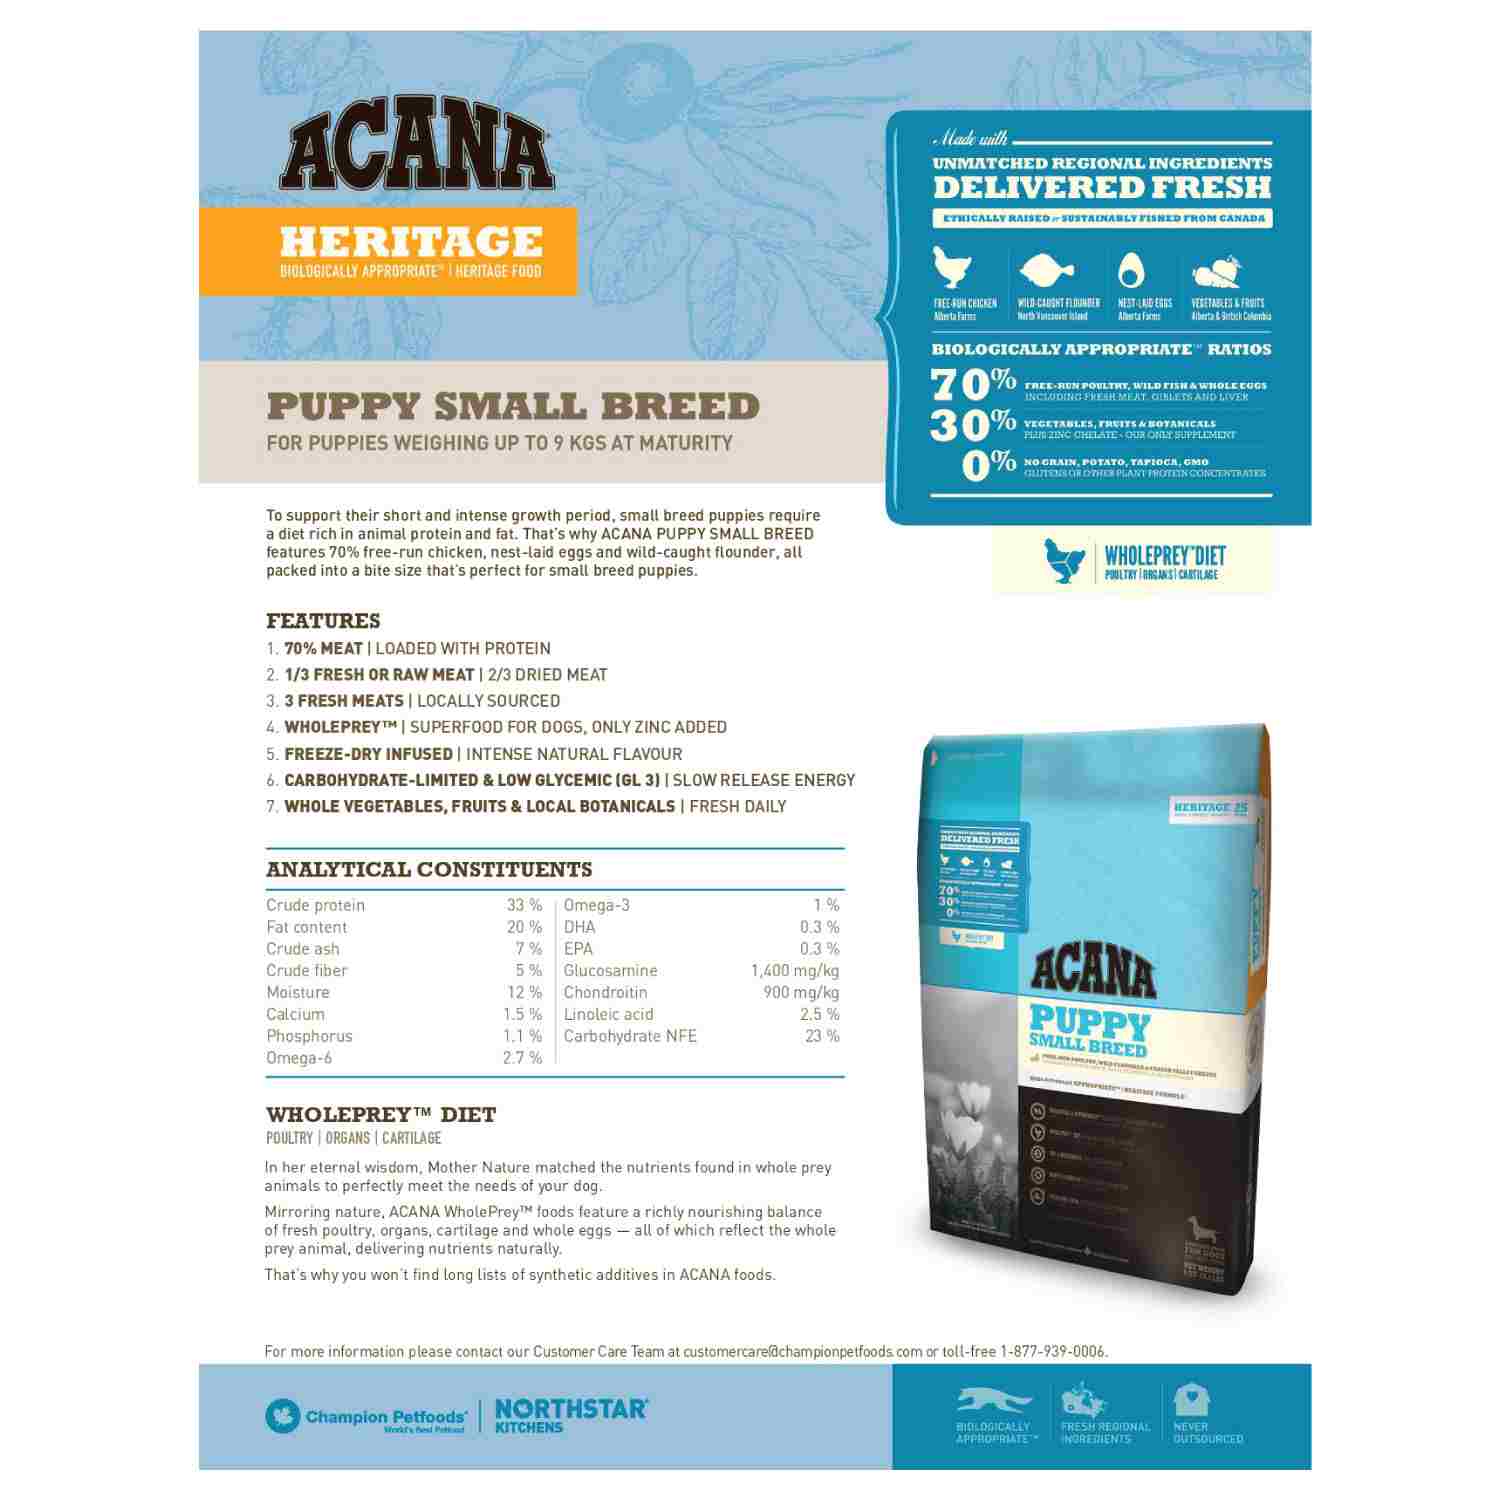 ACANA
HERITAGE
BIOLOGICALLY APPROPRIATE™ | HERITAGE FOOD
Made with
UNMATCHED REGIONAL INGREDIENTS
DELIVERED FRESH
ETHICALLY RAISED or SUSTAINABLY FISHED FROM CANADA
FREE-RUN CHICKEN
Alberta Farms
WILD-CAUGHT FLOUNDER
North Vancouver Island
NEST-LAID EGGS
Alberta Farms
VEGETABLES & FRUITS
Alberta & British Columbia
BIOLOGICALLY APPROPRIATE™ RATIOS
70% FREE-RUN POULTRY, WILD FISH & WHOLE EGGS
INCLUDING FRESH MEAT, GIBLETS AND LIVER
30% VEGETABLES, FRUITS & BOTANICALS
PLUS ZINC CHELATE - OUR ONLY SUPPLEMENT
0% NO GRAIN, POTATO, TAPIOCA, GMO
GLUTENS OR OTHER PLANT PROTEIN CONCENTRATES
WHOLEPREY™DIET
POULTRY | ORGANS | CARTILAGE
PUPPY SMALL BREED
FOR PUPPIES WEIGHING UP TO 9 KGS AT MATURITY
To support their short and intense growth period, small breed puppies require
a diet rich in animal protein and fat. That's why ACANA PUPPY SMALL BREED
features 70% free-run chicken, nest-laid eggs and wild-caught flounder, all
packed into a bite size that's perfect for small breed puppies.
FEATURES
1. 70% MEAT | LOADED WITH PROTEIN
2. 1/3 FRESH OR RAW MEAT | 2/3 DRIED MEAT
3. 3 FRESH MEATS | LOCALLY SOURCED
4. WHOLEPREY™ | SUPERFOOD FOR DOGS, ONLY ZINC ADDED
5. FREEZE-DRY INFUSED | INTENSE NATURAL FLAVOUR
6. CARBOHYDRATE-LIMITED & LOW GLYCEMIC (GL 3) | SLOW RELEASE ENERGY
7. WHOLE VEGETABLES, FRUITS & LOCAL BOTANICALS | FRESH DAILY
ANALYTICAL CONSTITUENTS
Crude protein 33 %
Fat content 20 %
Crude ash 7 %
Crude fiber 5 %
Moisture 12 %
Calcium 1.5 %
Phosphorus 1.1 %
Omega-6 2.7 %
Omega-3 1 %
DHA 0.3 %
EPA 0.3 %
Glucosamine 1,400 mg/kg
Chondroitin 900 mg/kg
Linoleic acid 2.5 %
Carbohydrate NFE 23 %
WHOLEPREY™ DIET
POULTRY | ORGANS | CARTILAGE
In her eternal wisdom, Mother Nature matched the nutrients found in whole prey
animals to perfectly meet the needs of your dog.
Mirroring nature, ACANA WholePrey™ foods feature a richly nourishing balance
of fresh poultry, organs, cartilage and whole eggs — all of which reflect the whole
prey animal, delivering nutrients naturally.
That's why you won't find long lists of synthetic additives in ACANA foods.
HERITAGE 25
DELIVERED FRESH
70%
30%
0%
ACANA
PUPPY
SMALL BREED
PUPPY
For more information please contact our Customer Care Team at customercare@championpetfoods.com or toll-free 1-877-939-0006.
Champion Petfoods®
World's Best Petfood
NORTHSTAR®
KITCHENS
BIOLOGICALLY
APPROPRIATE™
FRESH REGIONAL
INGREDIENTS
NEVER
OUTSOURCED